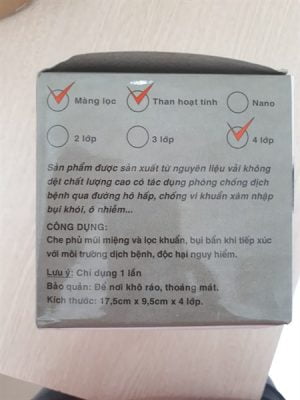 Màng lọc Than hoạt tính Nano
2 lớp 3 lớp 4 lớp
Sản phẩm được sản xuất từ nguyên liệu vải không
dệt chất lượng cao có tác dụng phòng chống dịch
bệnh qua đường hô hấp, chống vi khuẩn xâm nhập
bụi khói, ô nhiễm...
CÔNG DỤNG:
Che phủ mũi miệng và lọc khuẩn, bụi bẩn khi tiếp xúc
với môi trường dịch bệnh, độc hại nguy hiểm.
Lưu ý: Chỉ dụng 1 lần
Bảo quản: Để nơi khô ráo, thoáng mát.
Kích thước: 17,5cm x 9,5cm x 4 lớp.